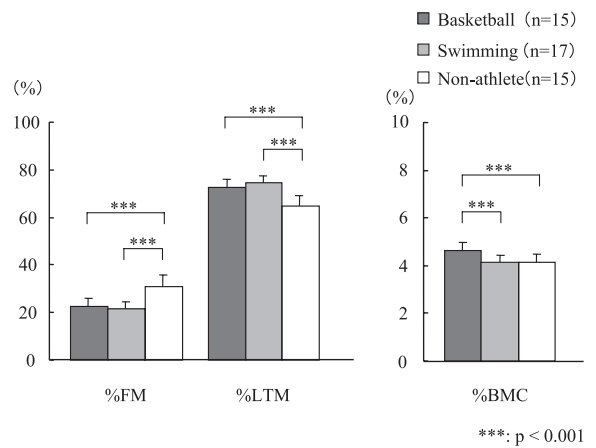 Basketball (n=15)
Swimming (n=17)
Non-athlete (n=15)
(%)
100
80
60
40
20
0
***
***
***
***
%FM
%LTM
(%)
10
8
6
4
2
0
***
***
%BMC
***: p < 0.001